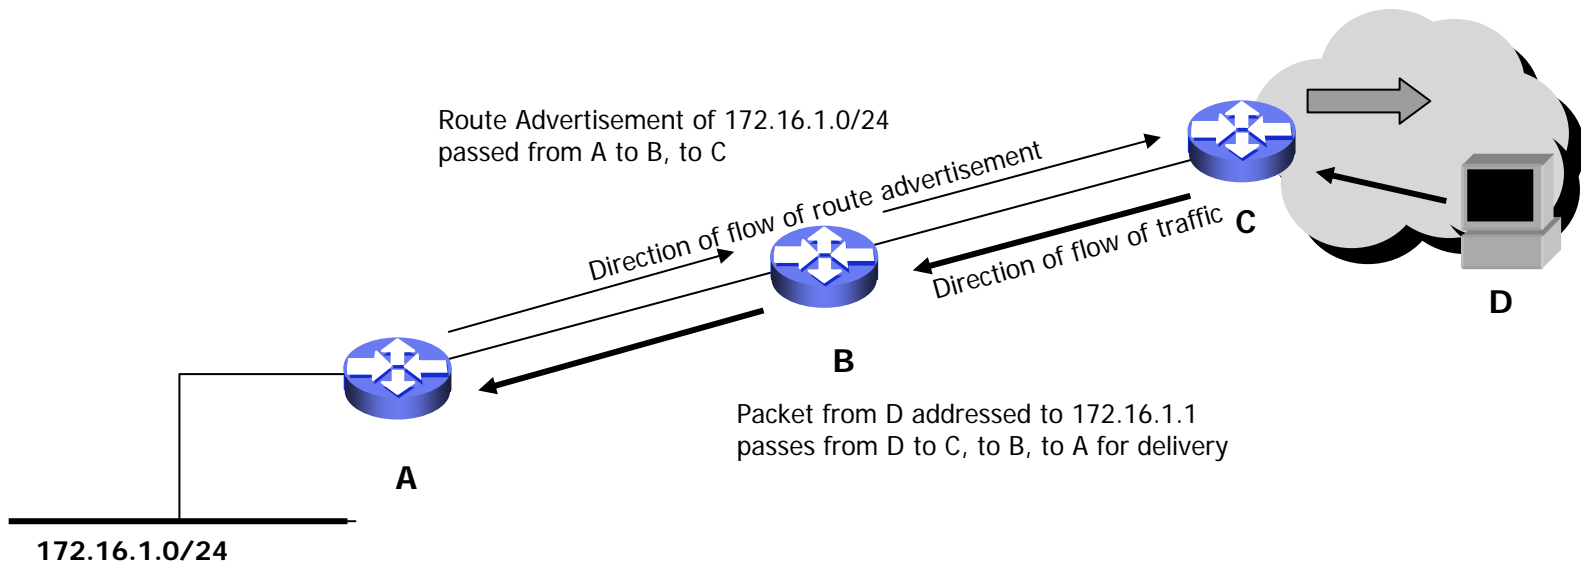 Route Advertisement of 172.16.1.0/24
passed from A to B, to C
Direction of flow of route advertisement
C
Direction of flow of traffic
D
B
Packet from D addressed to 172.16.1.1
passes from D to C, to B, to A for delivery
A
172.16.1.0/24